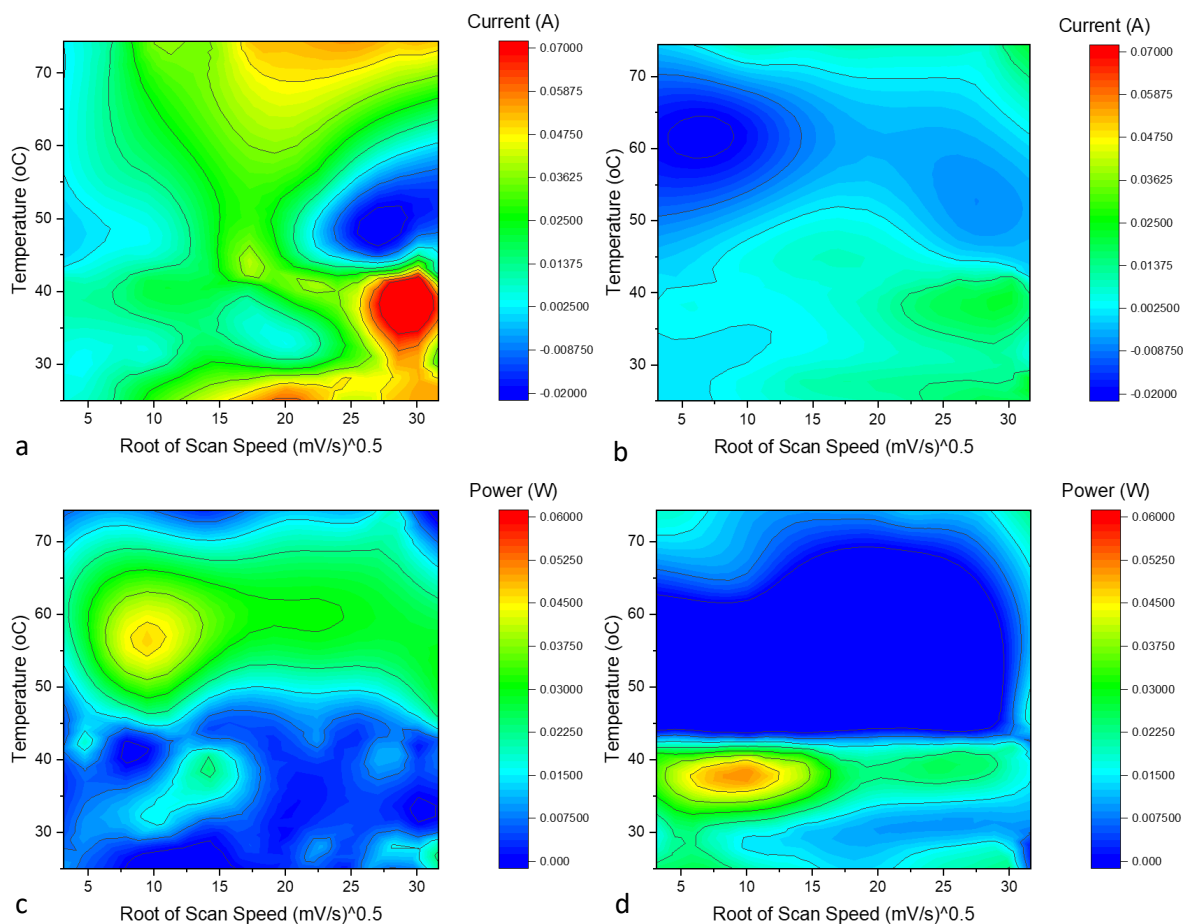 Current (A)
0.07000
0.05875
0.04750
0.03625
0.02500
0.01375
0.002500
-0.008750
-0.02000
Temperature (oC)
70
60
50
40
30
5 10 15 20 25 30
Root of Scan Speed (mV/s)^0.5
a
Current (A)
0.07000
0.05875
0.04750
0.03625
0.02500
0.01375
0.002500
-0.008750
-0.02000
Temperature (oC)
70
60
50
40
30
5 10 15 20 25 30
Root of Scan Speed (mV/s)^0.5
b
Power (W)
0.06000
0.05250
0.04500
0.03750
0.03000
0.02250
0.01500
0.007500
0.000
Temperature (oC)
70
60
50
40
30
5 10 15 20 25 30
Root of Scan Speed (mV/s)^0.5
c
Power (W)
0.06000
0.05250
0.04500
0.03750
0.03000
0.02250
0.01500
0.007500
0.000
Temperature (oC)
70
60
50
40
30
5 10 15 20 25 30
Root of Scan Speed (mV/s)^0.5
d